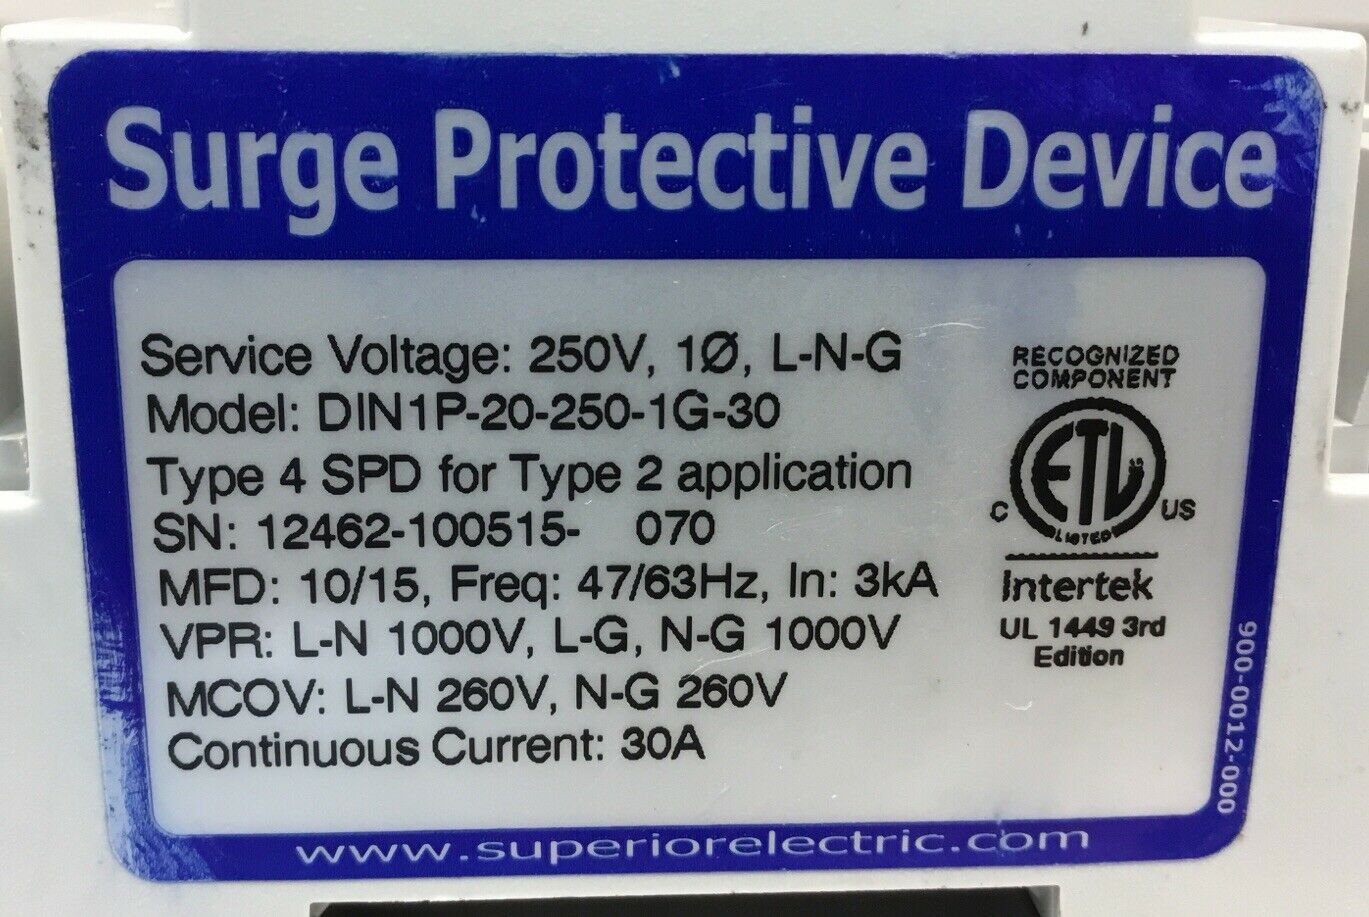 Surge Protective Device
Service Voltage: 250V, 1Ø, L-N-G
Model: DIN1P-20-250-1G-30
Type 4 SPD for Type 2 application
SN: 12462-100515- 070
MFD: 10/15, Freq: 47/63Hz, In: 3kA
VPR: L-N 1000V, L-G, N-G 1000V
MCOV: L-N 260V, N-G 260V
Continuous Current: 30A
RECOGNIZED
COMPONENT
ETL
C US
LISTED
Intertek
UL 1449 3rd
Edition
900-0012-000
www.superiorelectric.com